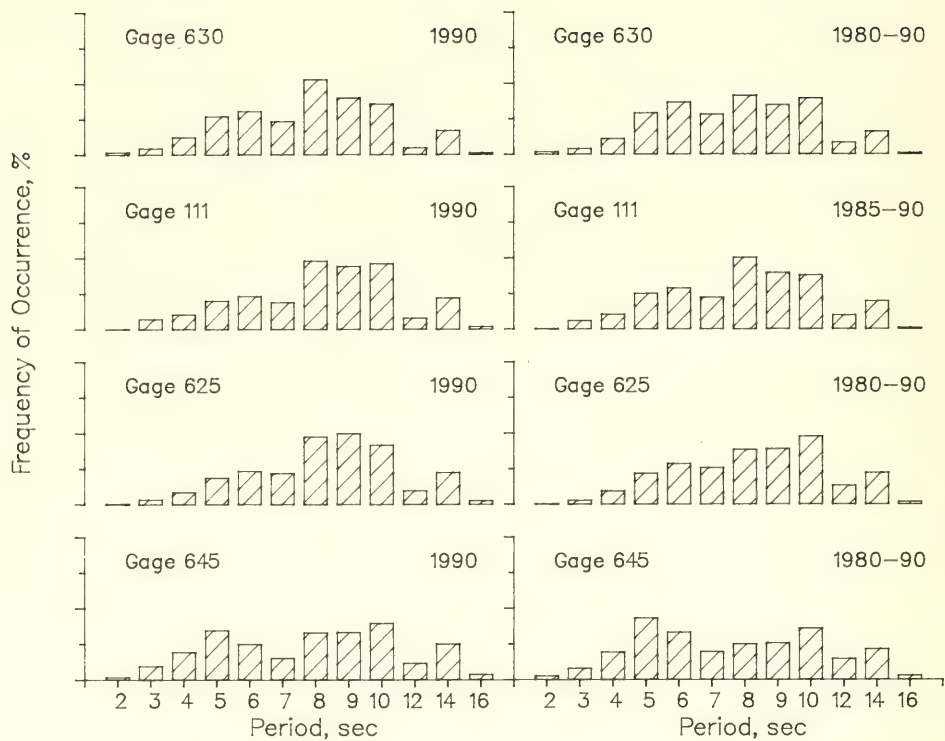 Gage 630 1990 Gage 630 1980-90
Gage 111 1990 Gage 111 1985-90
Frequency of Occurrence, %
Gage 625 1990 Gage 625 1980-90
Gage 645 1990 Gage 645 1980-90
2 3 4 5 6 7 8 9 10 12 14 16 2 3 4 5 6 7 8 9 10 12 14 16
Period, sec Period, sec